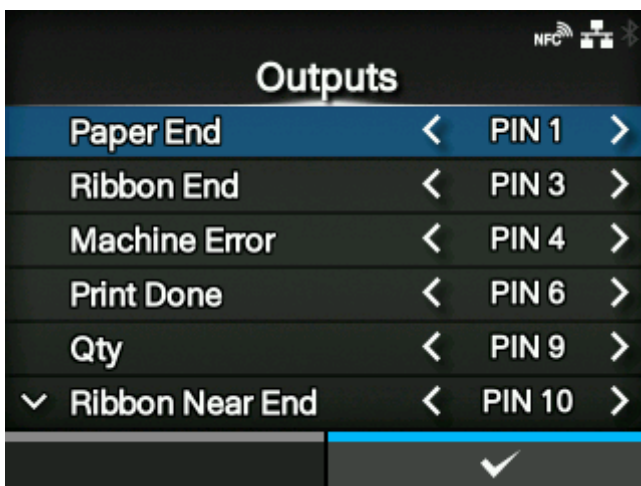 NFC
Outputs
Paper End PIN 1
Ribbon End PIN 3
Machine Error PIN 4
Print Done PIN 6
Qty PIN 9
Ribbon Near End PIN 10